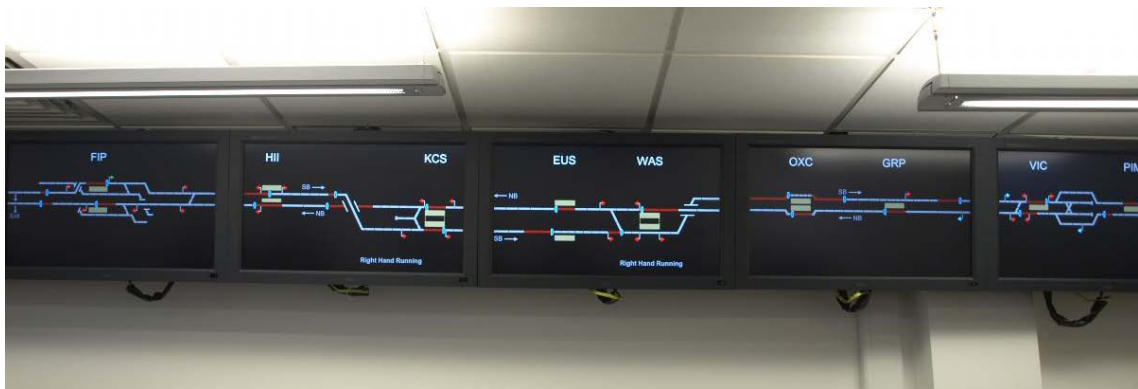 FIP
HII
KCS
SB →
← NB
Right Hand Running
EUS
WAS
← NB
SB →
Right Hand Running
OXC
GRP
SB →
← NB
VIC
PIM